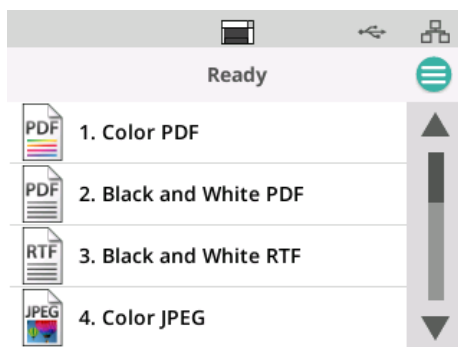 Ready
PDF
1. Color PDF
PDF
2. Black and White PDF
RTF
3. Black and White RTF
JPEG
4. Color JPEG